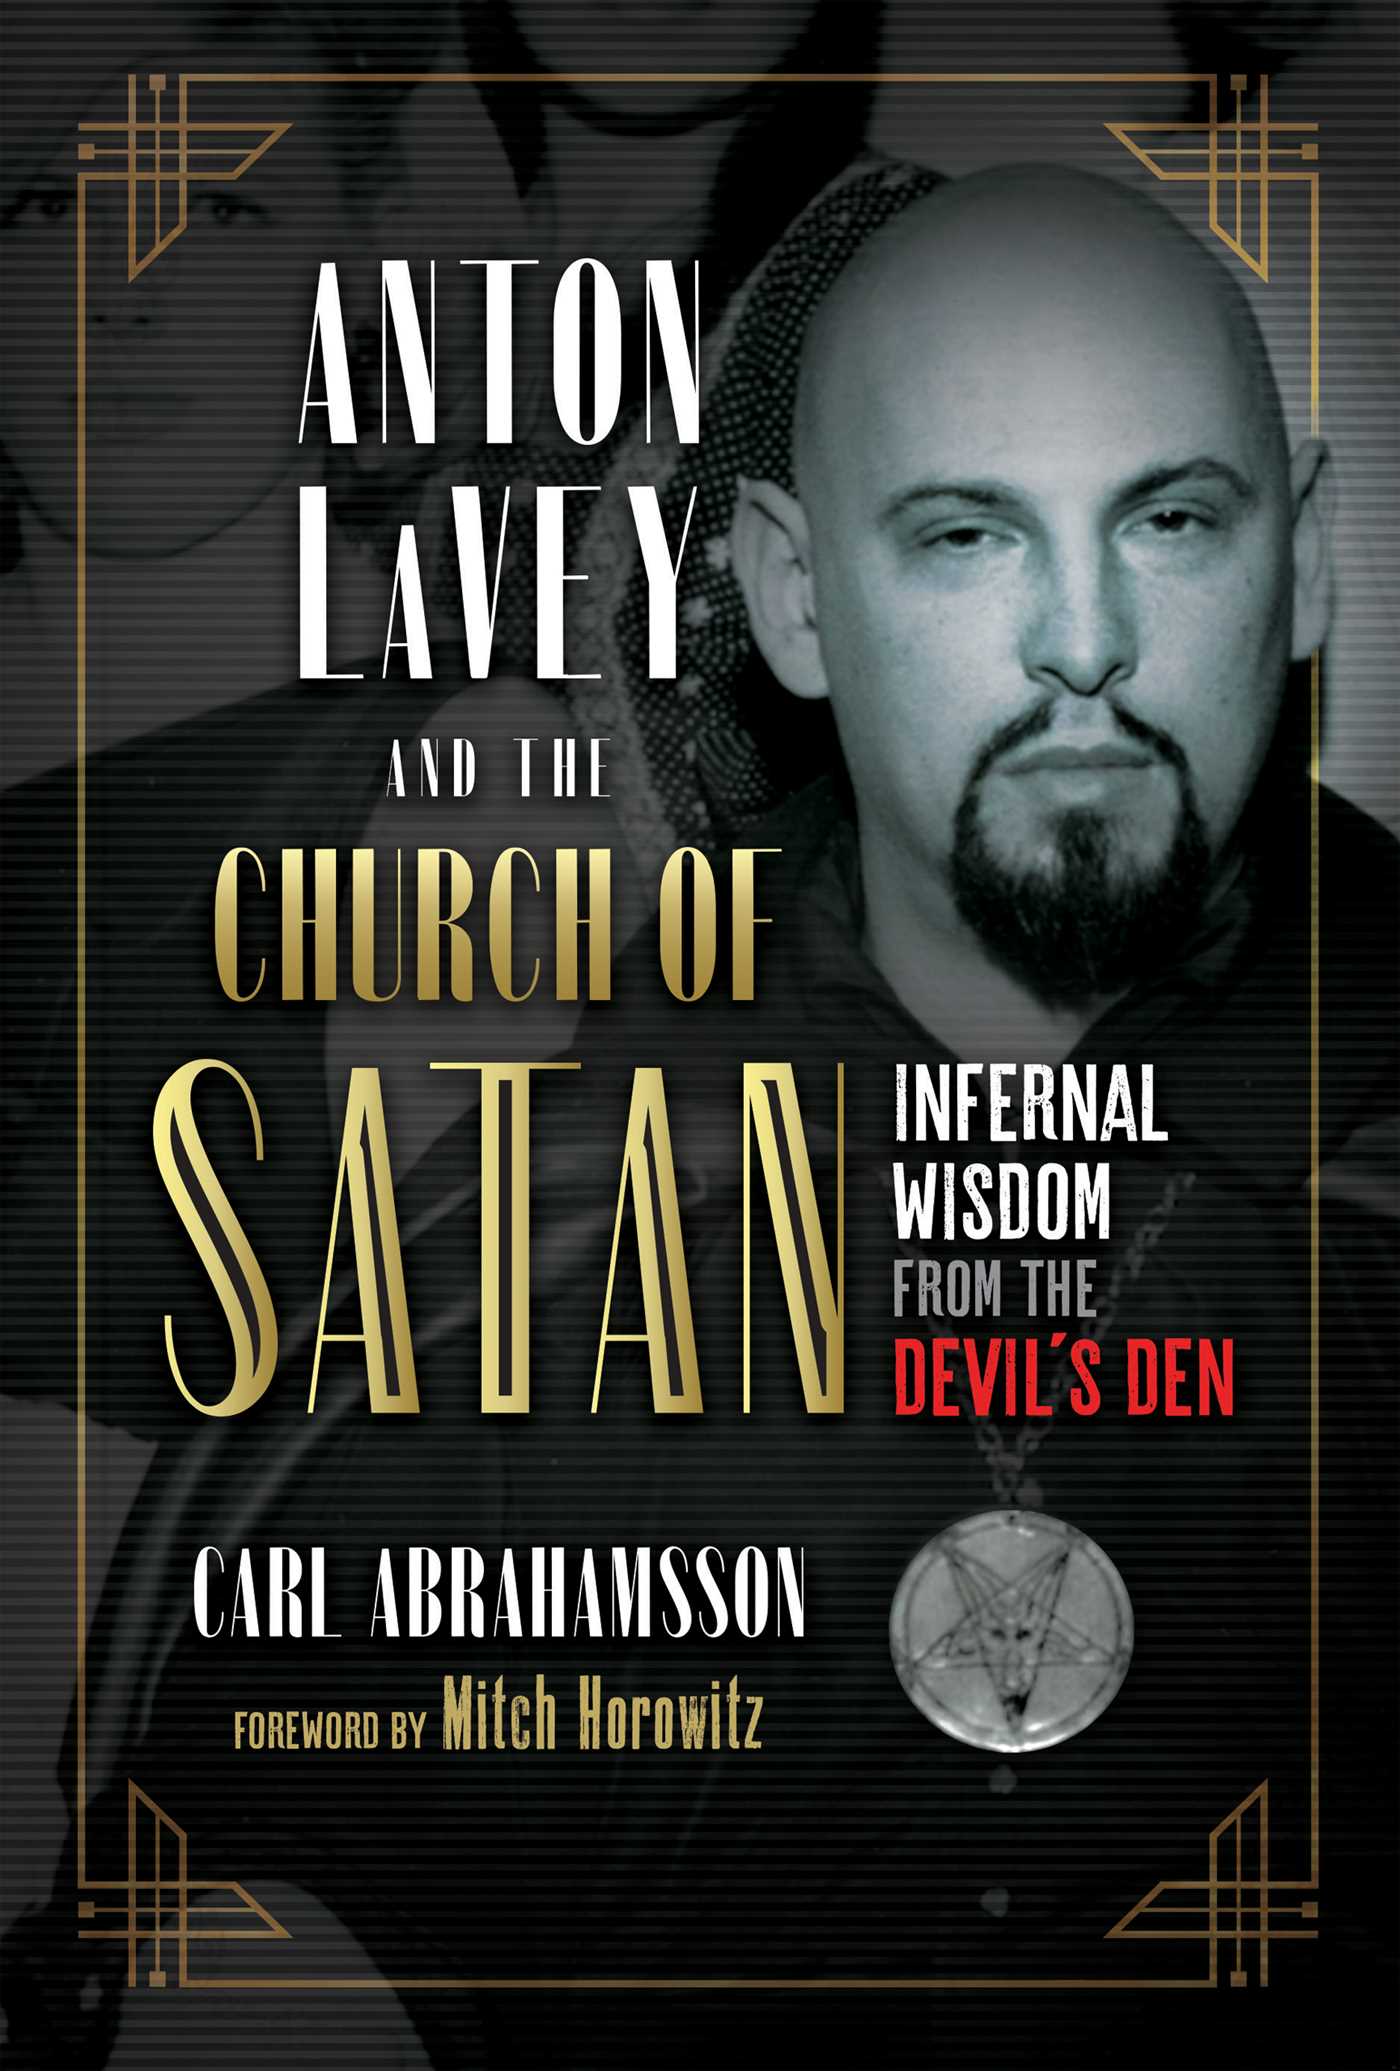 ANTON
LAVEY
AND THE
CHURCH OF
SATAN
INFERNAL
WISDOM
FROM THE
DEVIL'S DEN
CARL ABRAHAMSSON
FOREWORD BY Mitch Horowitz